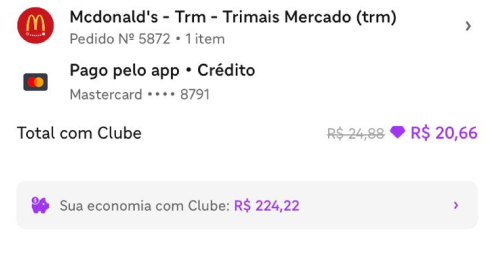 Mcdonald's - Trm - Trimais Mercado (trm)
Pedido Nº 5872 • 1 item
Pago pelo app • Crédito
Mastercard •••• 8791
Total com Clube R$ 24,88 R$ 20,66
Sua economia com Clube: R$ 224,22